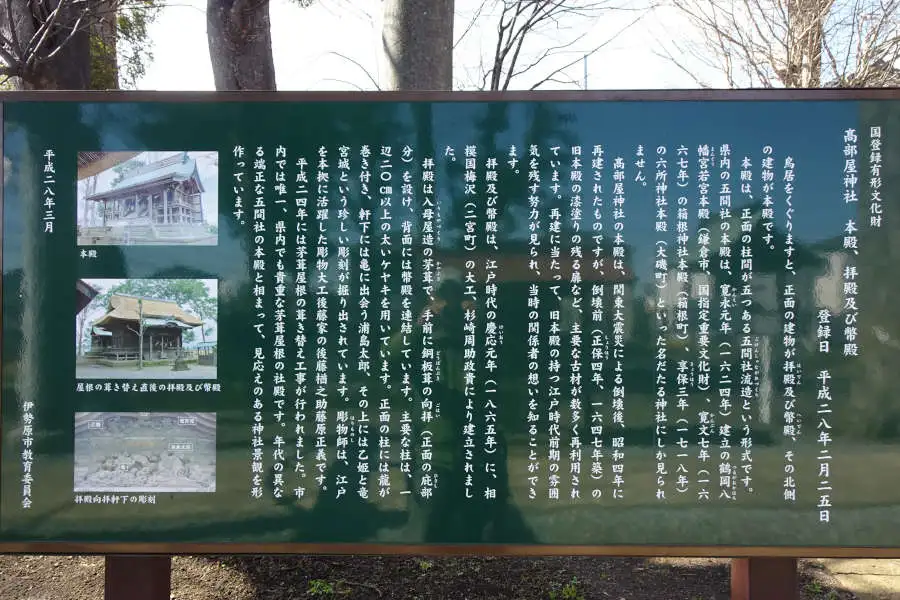 国登録有形文化財
高部屋神社　本殿、拝殿及び幣殿
登録日　平成二八年二月二五日
鳥居をくぐりますと、正面の建物が拝殿及び幣殿、その北側
の建物が本殿です。
本殿は、正面の柱間が五つある五間社流造という形式です。
県内の五間社の本殿は、寛永元年（一六二四年）建立の鶴岡八
幡宮若宮本殿（鎌倉市、国指定重要文化財）、寛文七年（一六
六七年）の箱根神社本殿（箱根町）、享保三年（一七一八年）
の六所神社本殿（大磯町）といった名だたる神社にしか見られ
ません。
高部屋神社の本殿は、関東大震災による倒壊後、昭和四年に
再建されたものですが、倒壊前（正保四年、一六四七年築）の
旧本殿の漆塗りの残る扉など、主要な古材が数多く再利用され
ています。再建に当たって、旧本殿の持つ江戸時代前期の雰囲
気を残す努力が見られ、当時の関係者の想いを知ることができ
ます。
拝殿及び幣殿は、江戸時代の慶応元年（一八六五年）に、相
模国梅沢（二宮町）の大工、杉崎周助政貴により建立されまし
た。
拝殿は入母屋造の茅葺で、手前に銅板葺の向拝（正面の庇部
分）を設け、背面には幣殿を連結しています。主要な柱は、一
辺二〇cm以上の太いケヤキを用いています。正面の柱には龍が
巻き付き、軒下には亀に出会う浦島太郎、その上には乙姫と竜
宮城という珍しい彫刻が掘り出されています。彫物師は、江戸
を本拠に活躍した彫物大工後藤家の後藤福之助藤原正義です。
平成二四年には茅葺屋根の葺き替え工事が行われました。市
内では唯一、県内でも貴重な茅葺屋根の社殿です。年代の異な
る端正な五間社の本殿と相まって、見応えのある神社景観を形
作っています。
本殿
屋根の葺き替え直後の拝殿及び幣殿
拝殿向拝軒下の彫刻
平成二八年三月
伊勢原市教育委員会